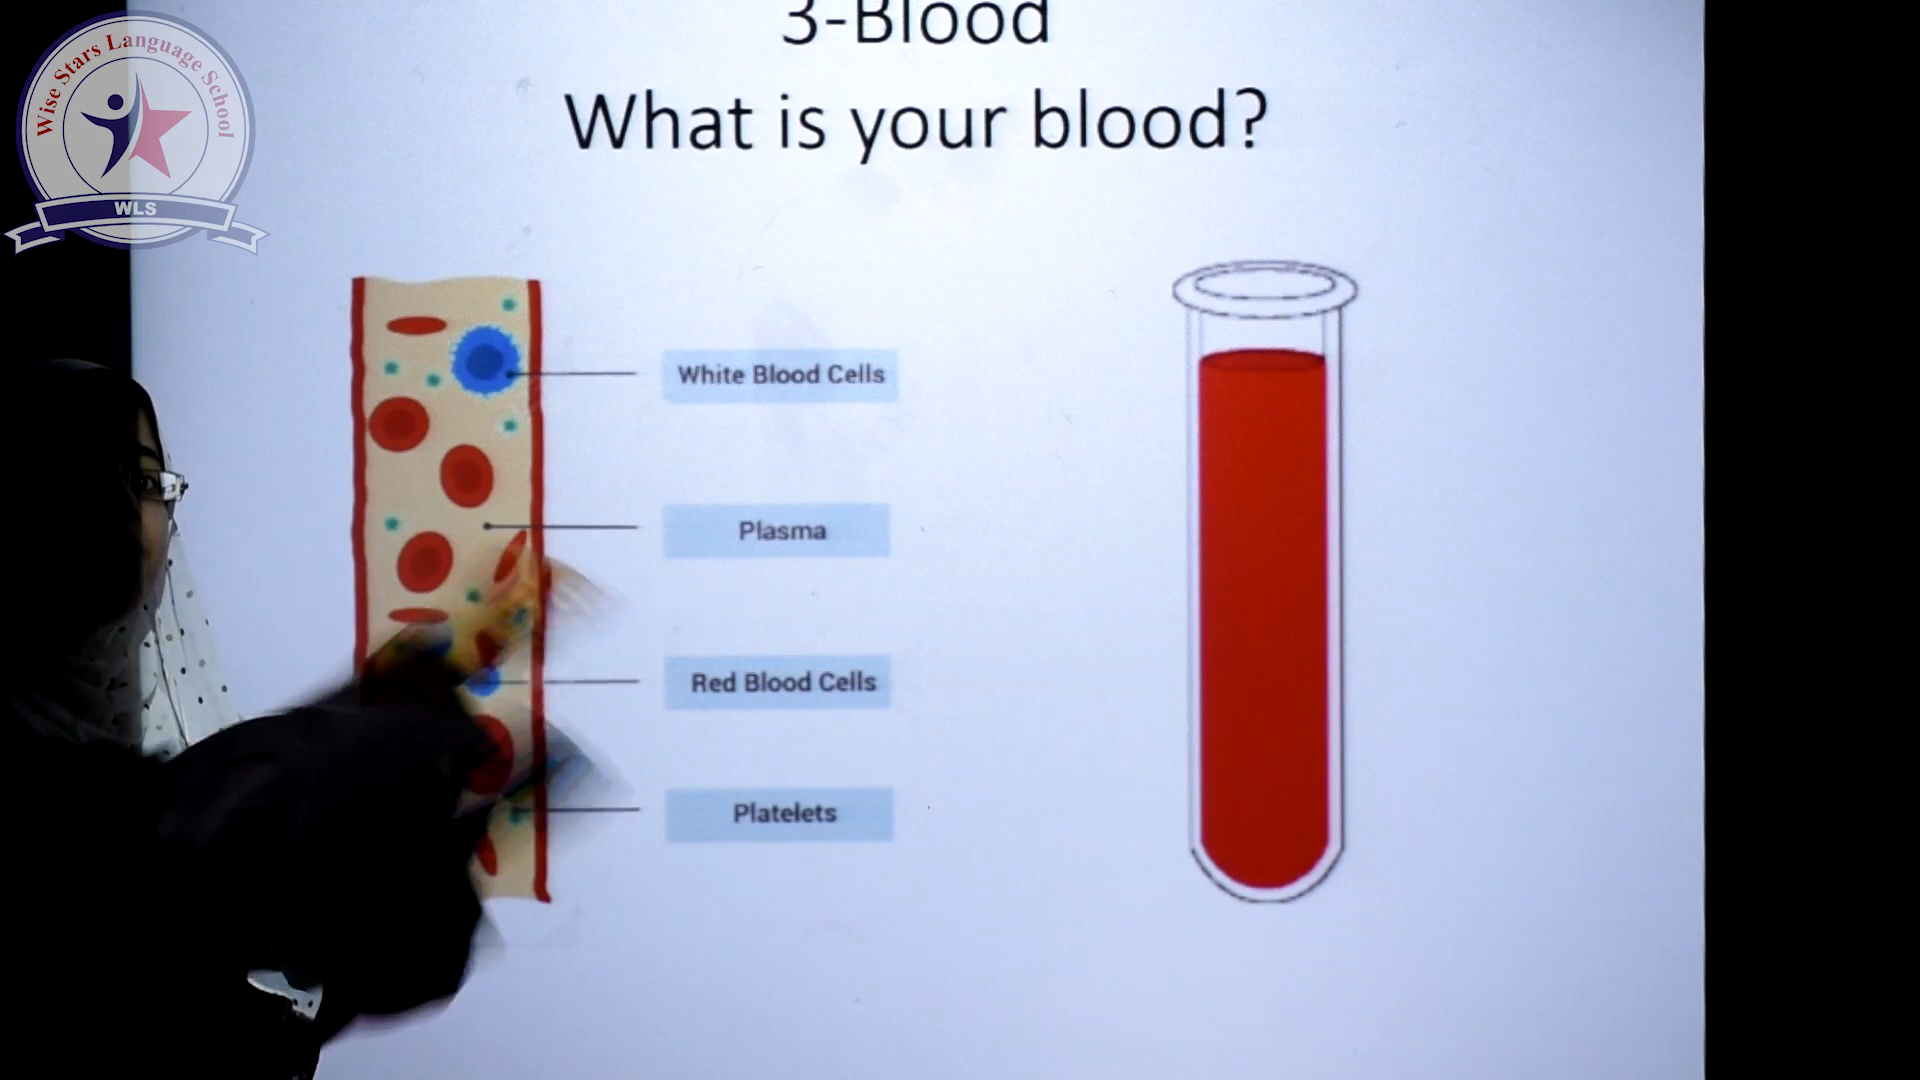 Wise Stars Language School
WLS
3-Blood
What is your blood?
White Blood Cells
Plasma
Red Blood Cells
Platelets